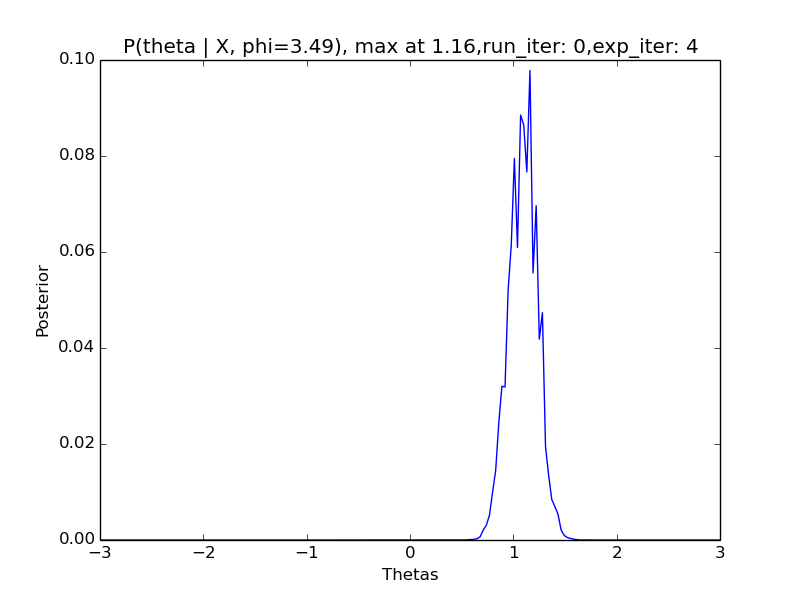 P(theta | X, phi=3.49), max at 1.16,run_iter: 0,exp_iter: 4
0.10
0.08
0.06
0.04
0.02
0.00
Posterior
−3 −2 −1 0 1 2 3
Thetas